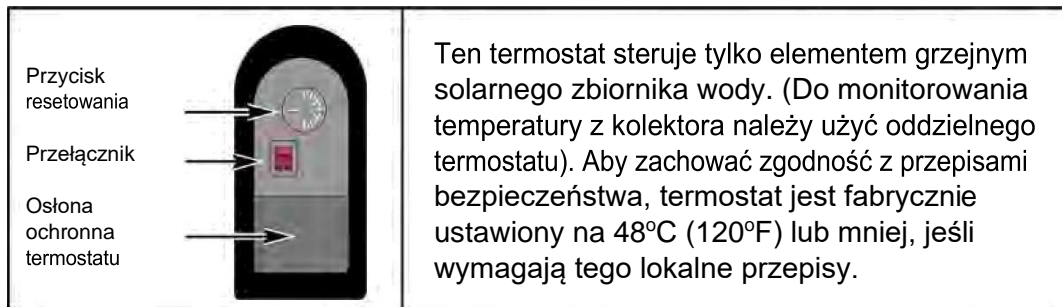 Przycisk
resetowania
Przełącznik
Osłona
ochronna
termostatu
Ten termostat steruje tylko elementem grzejnym
solarnego zbiornika wody. (Do monitorowania
temperatury z kolektora należy użyć oddzielnego
termostatu). Aby zachować zgodność z przepisami
bezpieczeństwa, termostat jest fabrycznie
ustawiony na 48ºC (120ºF) lub mniej, jeśli
wymagają tego lokalne przepisy.